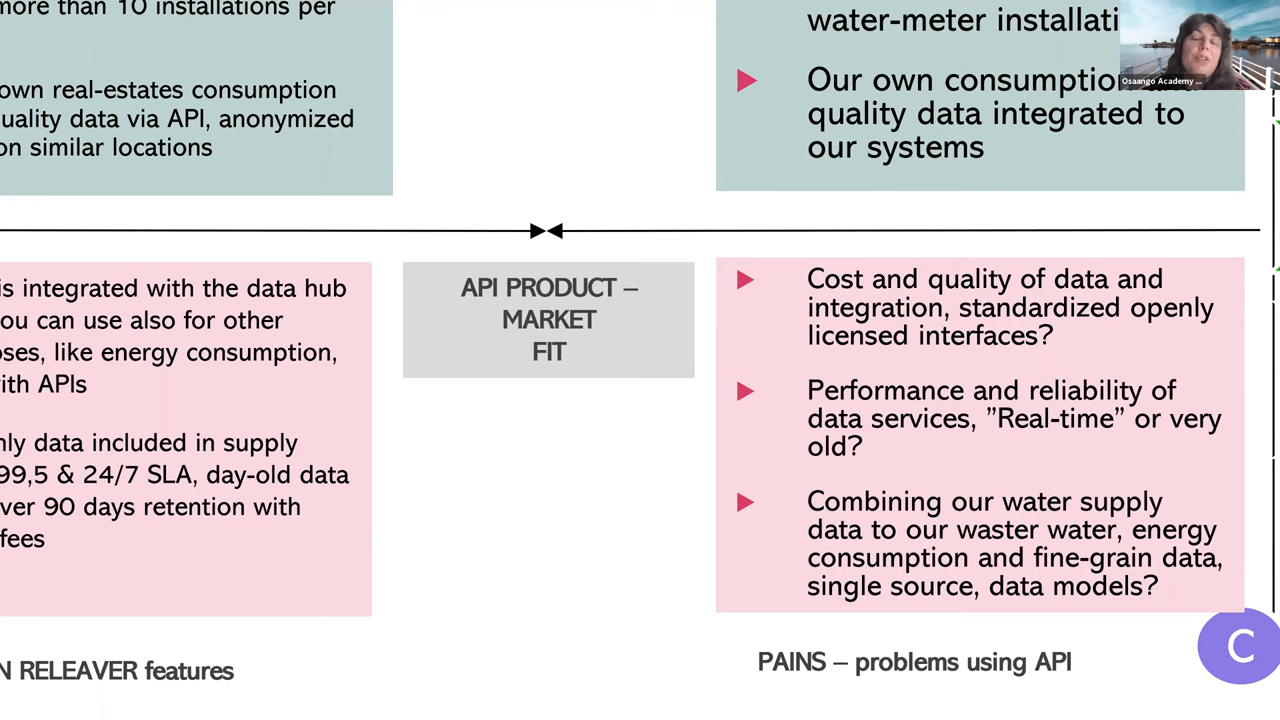 more than 10 installations per
own real-estates consumption
uality data via API, anonymized
on similar locations
water-meter installati
Osaango Academy ...
Our own consumption
quality data integrated to
our systems
is integrated with the data hub
ou can use also for other
oses, like energy consumption,
ith APIs
nly data included in supply
99,5 & 24/7 SLA, day-old data
ver 90 days retention with
fees
API PRODUCT –
MARKET
FIT
Cost and quality of data and
integration, standardized openly
licensed interfaces?
Performance and reliability of
data services, ”Real-time” or very
old?
Combining our water supply
data to our waster water, energy
consumption and fine-grain data,
single source, data models?
N RELEAVER features
PAINS – problems using API
C